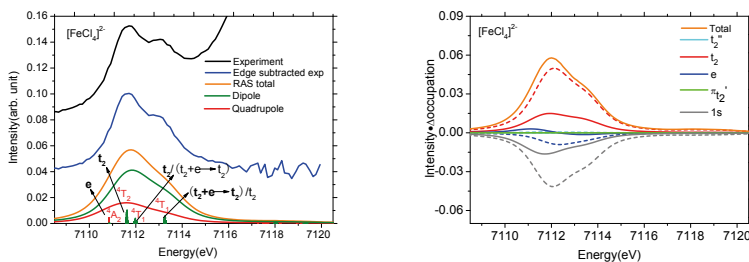 [FeCl₄]²⁻
Experiment
Edge subtracted exp
RAS total
Dipole
Quadrupole
t₂
e
⁴A₂
⁴T₂
⁴T₁
⁴T₁
t₂/(t₂+e→t₂)
(t₂+e→t₂)/t₂
Intensity(arb. unit)
0.16
0.14
0.12
0.10
0.08
0.06
0.04
0.02
0.00
7110 7112 7114 7116 7118 7120
Energy(eV)
[FeCl₄]²⁻
Total
t₂''
t₂
e
πt₂'
1s
Intensity•Δoccupation
0.09
0.06
0.03
0.00
-0.03
-0.06
7110 7112 7114 7116 7118 7120
Energy(eV)